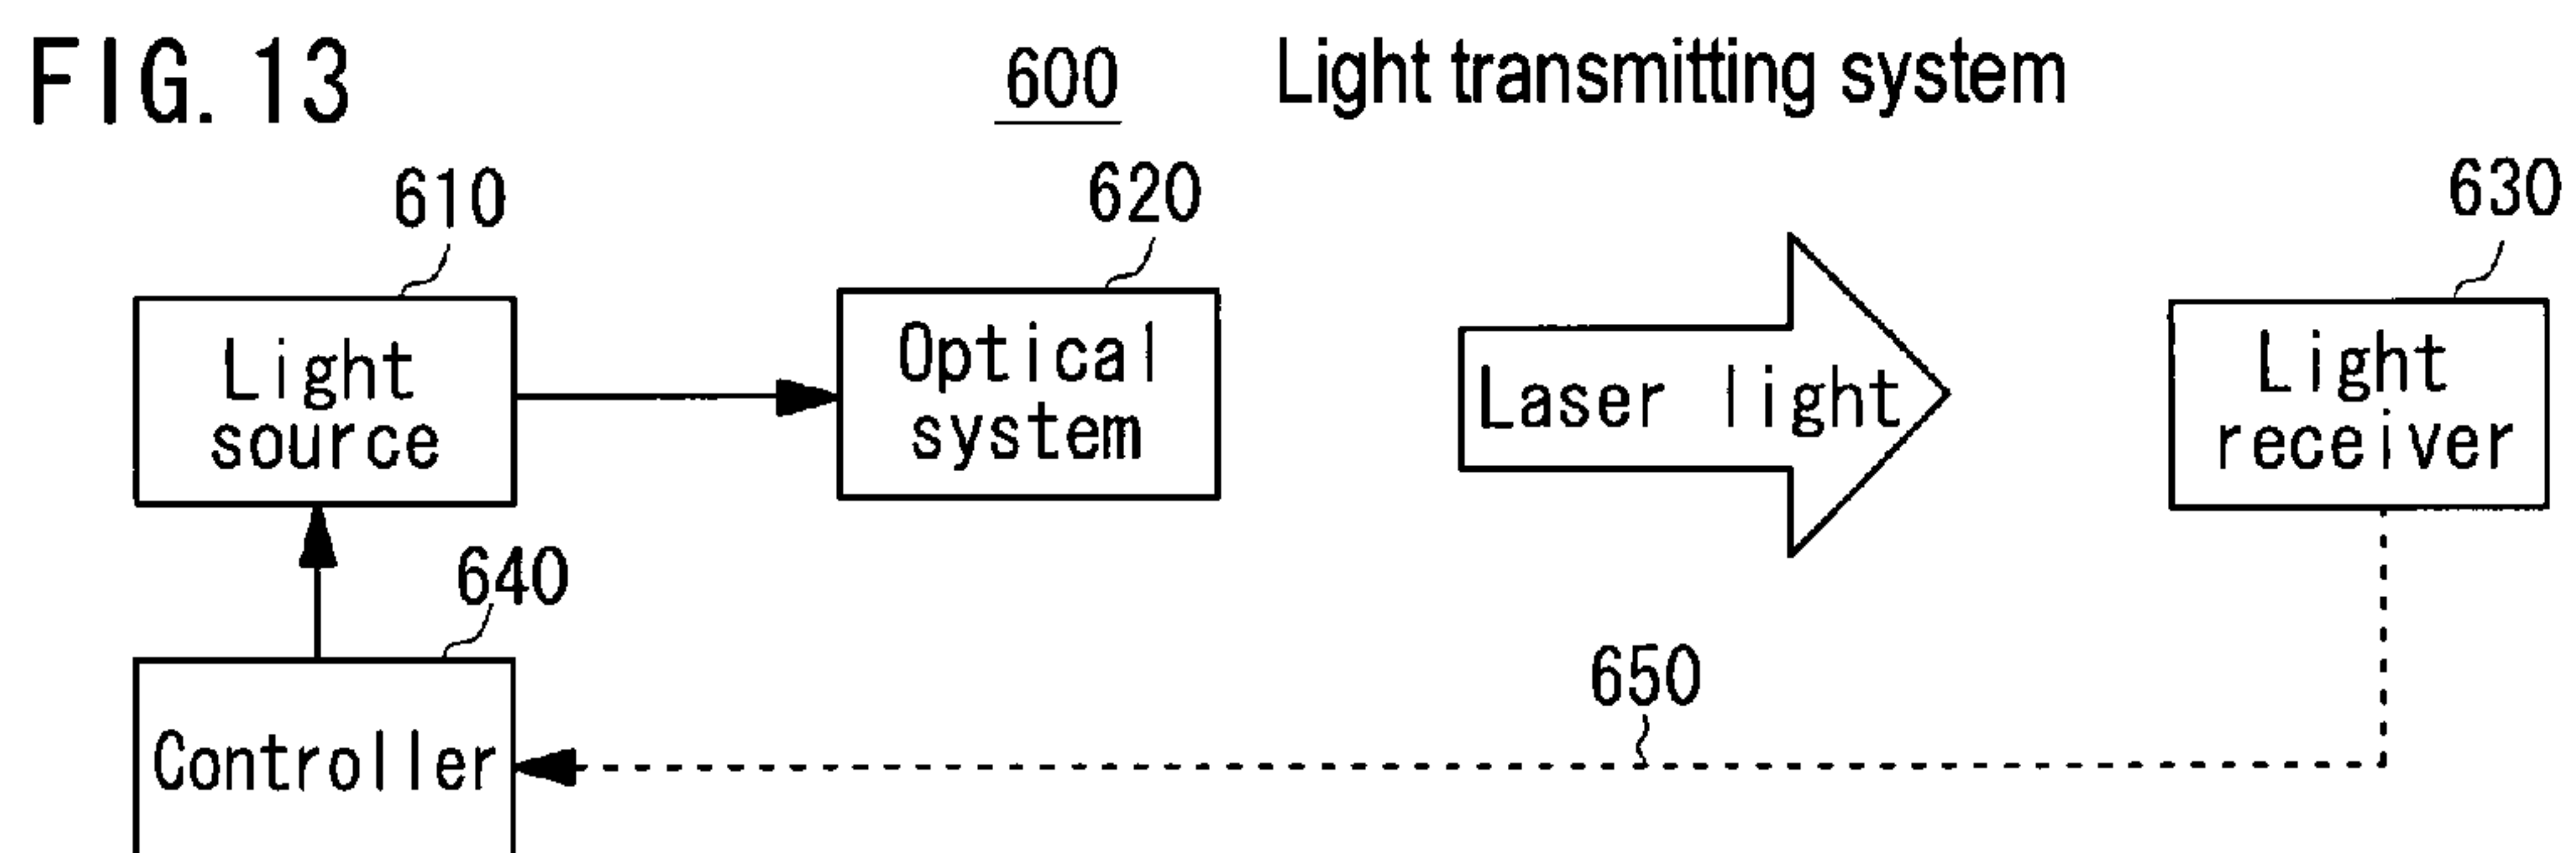 FIG. 13
600 Light transmitting system
610
620
630
Light
source
Optical
system
Laser light
Light
receiver
640
650
Controller